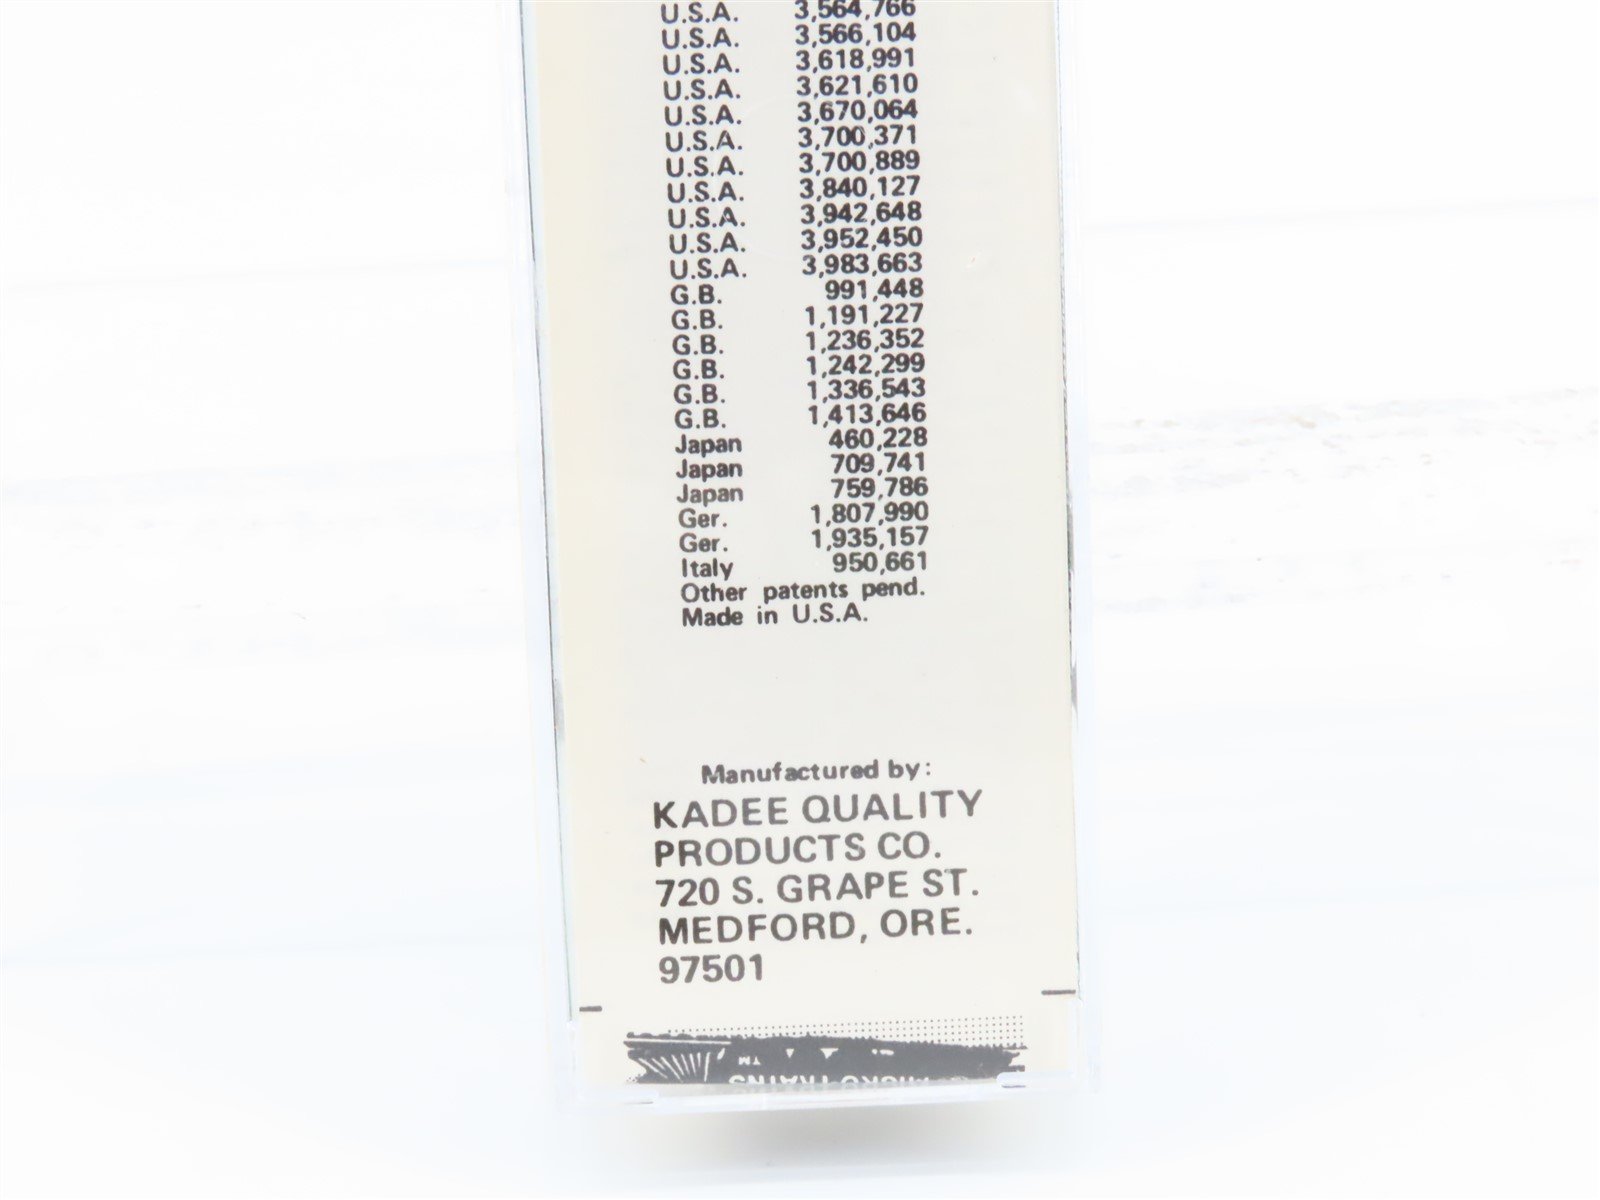 U.S.A. 3,564,766
U.S.A. 3,566,104
U.S.A. 3,618,991
U.S.A. 3,621,610
U.S.A. 3,670,064
U.S.A. 3,700,371
U.S.A. 3,700,889
U.S.A. 3,840,127
U.S.A. 3,942,648
U.S.A. 3,952,450
U.S.A. 3,983,663
G.B. 991,448
G.B. 1,191,227
G.B. 1,236,352
G.B. 1,242,299
G.B. 1,336,543
G.B. 1,413,646
Japan 460,228
Japan 709,741
Japan 759,786
Ger. 1,807,990
Ger. 1,935,157
Italy 950,661
Other patents pend.
Made in U.S.A.
Manufactured by:
KADEE QUALITY
PRODUCTS CO.
720 S. GRAPE ST.
MEDFORD, ORE.
97501
MICRO-TRAINS